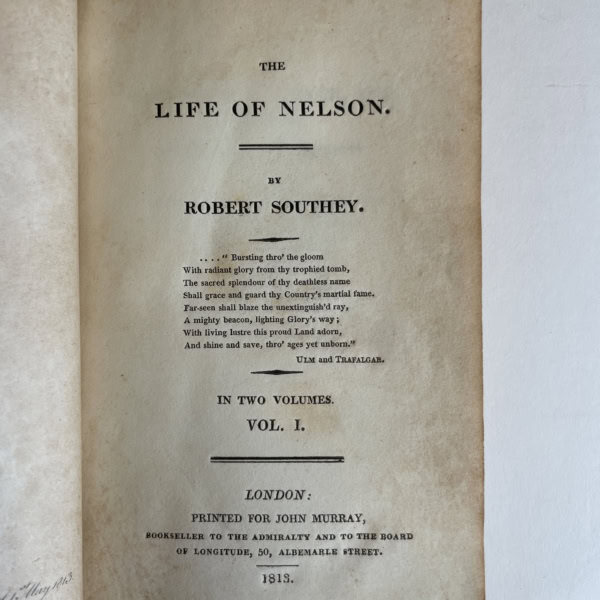 THE
LIFE OF NELSON.
BY
ROBERT SOUTHEY.
.... " Bursting thro' the gloom
With radiant glory from thy trophied tomb,
The sacred splendour of thy deathless name
Shall grace and guard thy Country's martial fame.
Far-seen shall blaze the unextinguish'd ray,
A mighty beacon, lighting Glory's way;
With living lustre this proud Land adorn,
And shine and save, thro' ages yet unborn."
ULM and TRAFALGAR.
IN TWO VOLUMES.
VOL. I.
LONDON:
PRINTED FOR JOHN MURRAY,
BOOKSELLER TO THE ADMIRALTY AND TO THE BOARD
OF LONGITUDE, 50, ALBEMARLE STREET.
1813.
May 1813